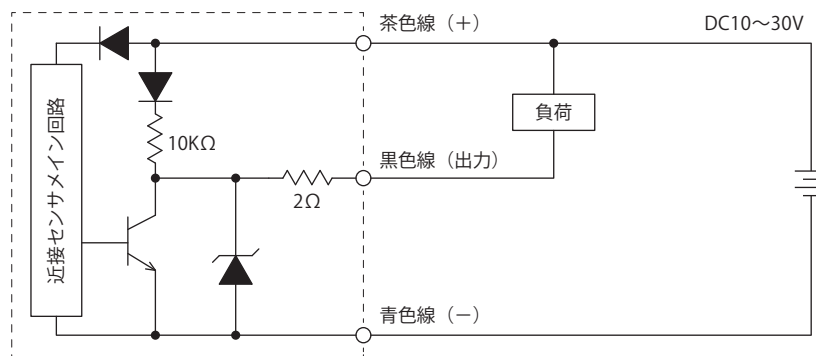 茶色線（＋）
DC10～30V
近接センサメイン回路
10KΩ
負荷
黒色線（出力）
2Ω
青色線（－）